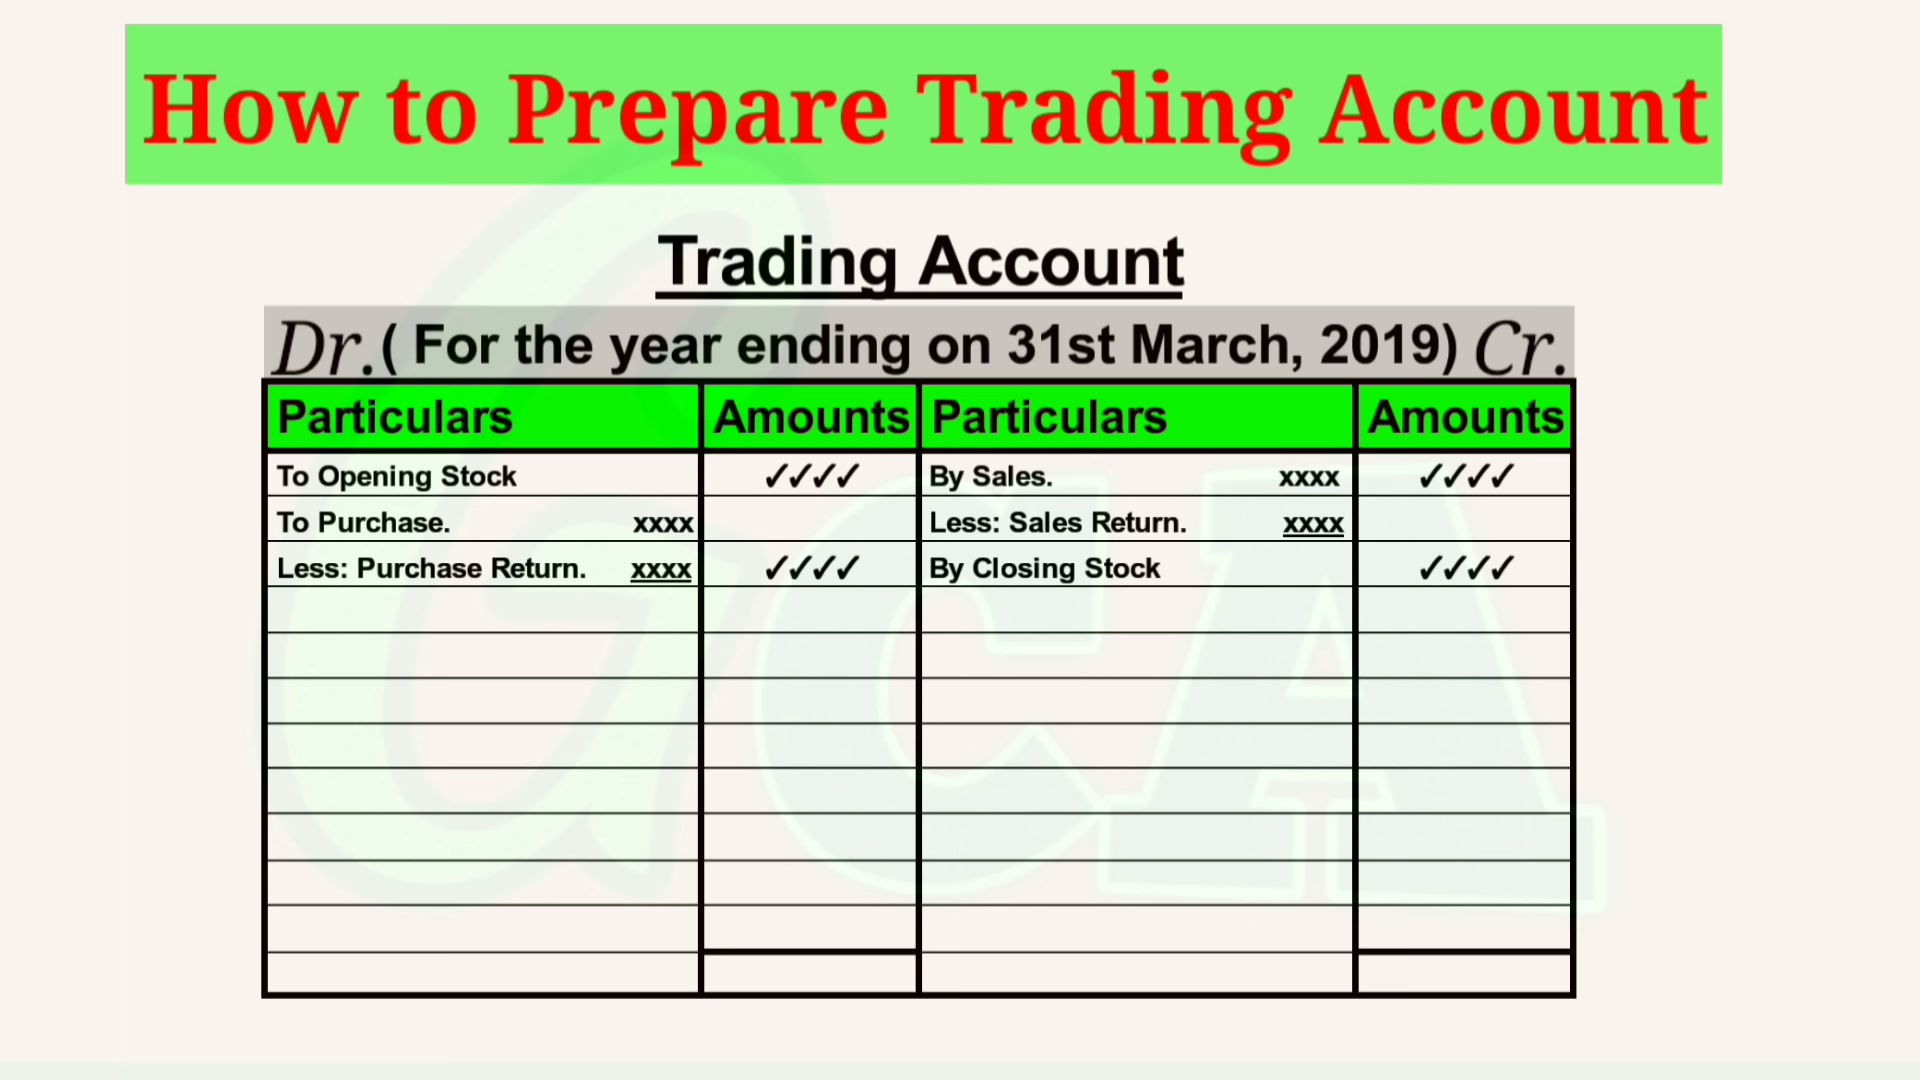 How to Prepare Trading Account
Trading Account
Dr. ( For the year ending on 31st March, 2019) Cr.
Particulars Amounts Particulars Amounts
To Opening Stock ✓✓✓✓ By Sales. xxxx ✓✓✓✓
To Purchase. xxxx Less: Sales Return. xxxx
Less: Purchase Return. xxxx ✓✓✓✓ By Closing Stock ✓✓✓✓
GCA